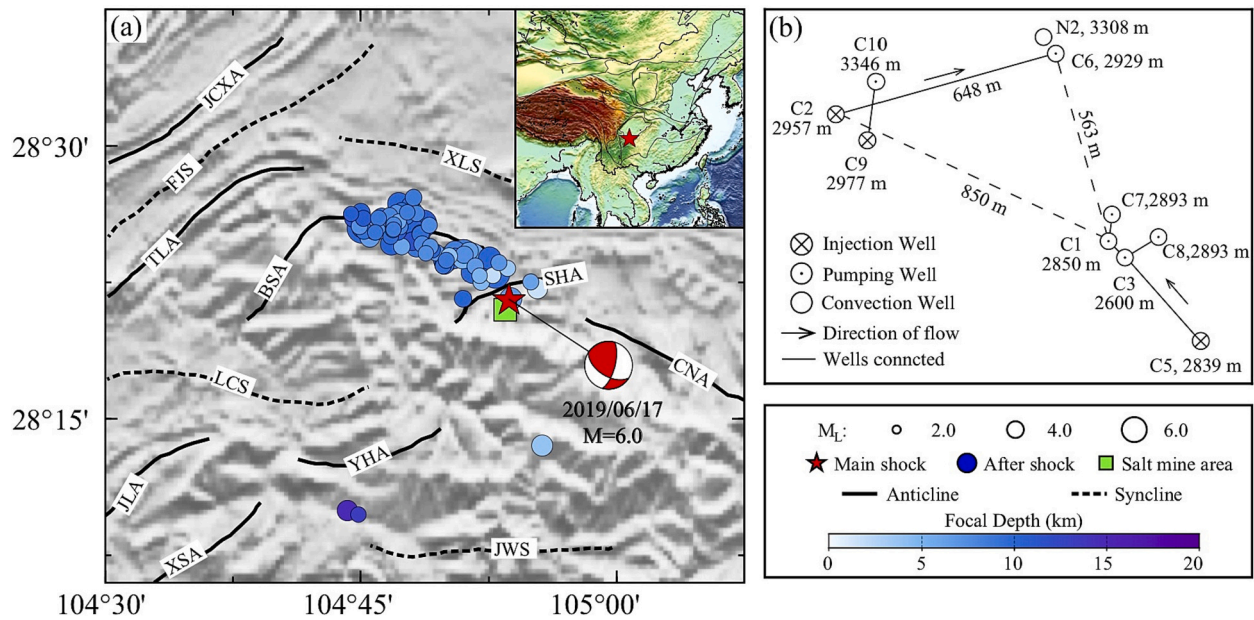 (a)
JCXA
FJS
XLS
TLA
BSA
SHA
CNA
LCS
2019/06/17
M=6.0
YHA
JLA
XSA
JWS
28°30'
28°15'
104°30'
104°45'
105°00'
(b)
N2, 3308 m
C10
3346 m
C6, 2929 m
648 m
C2
2957 m
C9
2977 m
563 m
850 m
C7,2893 m
C1
2850 m
C8,2893 m
C3
2600 m
C5, 2839 m
Injection Well
Pumping Well
Convection Well
Direction of flow
Wells conncted
ML: 2.0 4.0 6.0
Main shock After shock Salt mine area
Anticline Syncline
Focal Depth (km)
0 5 10 15 20